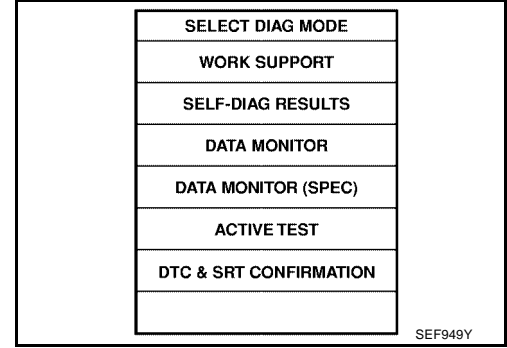 SELECT DIAG MODE
WORK SUPPORT
SELF-DIAG RESULTS
DATA MONITOR
DATA MONITOR (SPEC)
ACTIVE TEST
DTC & SRT CONFIRMATION
SEF949Y